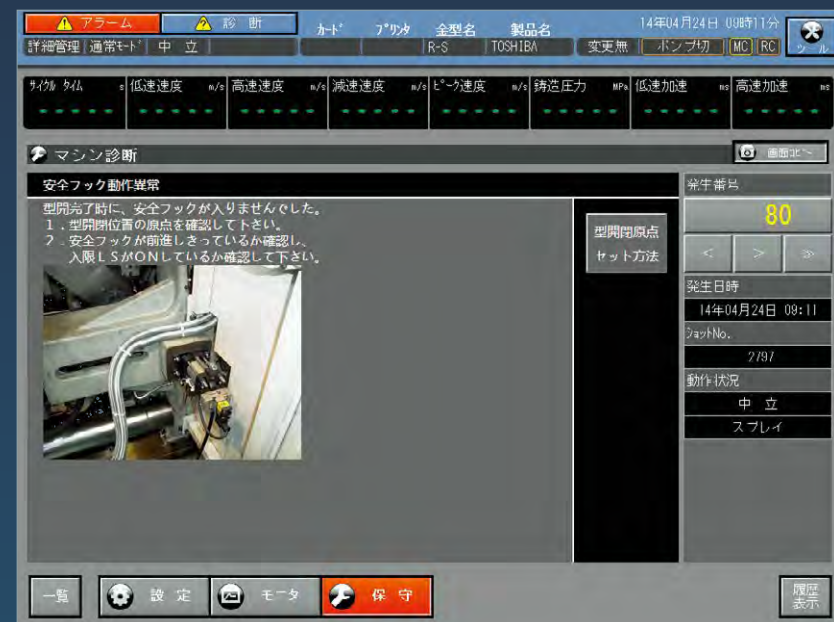 アラーム
診 断
カード
プリンタ
金型名
製品名
14年04月24日 09時11分
詳細管理
通常モード
中 立
R-S
TOSHIBA
変更無
ポンプ切
MC
RC
ツール
サイクル タイム s
低速速度 m/s
高速速度 m/s
減速速度 m/s
ピーク速度 m/s
鋳造圧力 MPa
低速加速 ms
高速加速 ms
マシン診断
画面コピー
安全フック動作異常
型開完了時に、安全フックが入りませんでした。
1.型開閉位置の原点を確認して下さい。
2.安全フックが前進しきっているか確認し、
入限LSがONしているか確認して下さい。
型開閉原点
セット方法
発生番号
80
<
>
≫
発生日時
14年04月24日 09:11
ショットNo.
2797
動作状況
中 立
スプレイ
一覧
設 定
モータ
保 守
履歴
表示